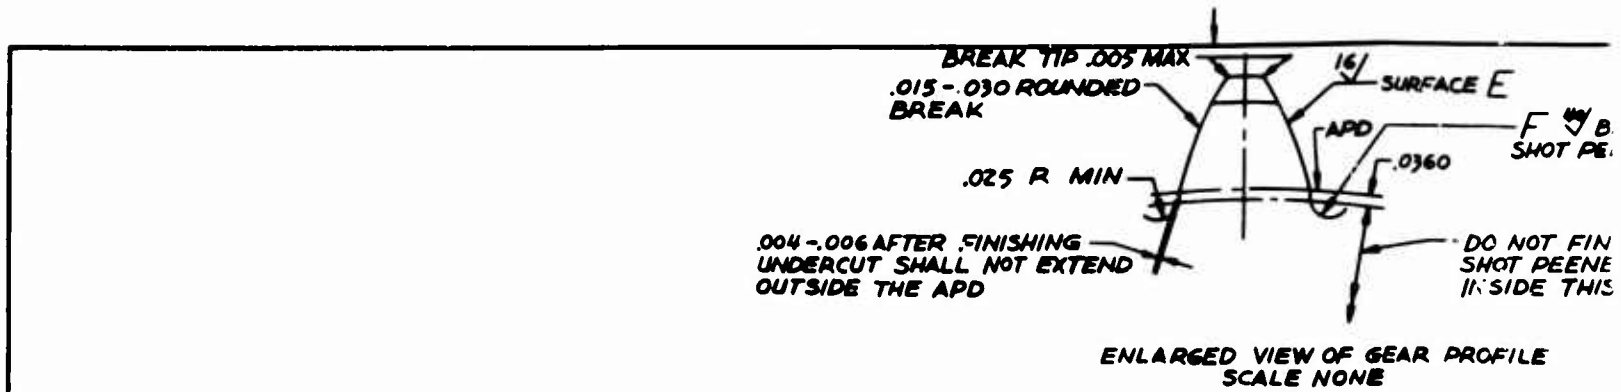 BREAK TIP .005 MAX
.015-.030 ROUNDED
BREAK
16/
SURFACE E
APD
F
B
SHOT PE
.0360
.025 R MIN
.004-.006 AFTER FINISHING
UNDERCUT SHALL NOT EXTEND
OUTSIDE THE APD
DO NOT FIN
SHOT PEENE
INSIDE THIS
ENLARGED VIEW OF GEAR PROFILE
SCALE NONE